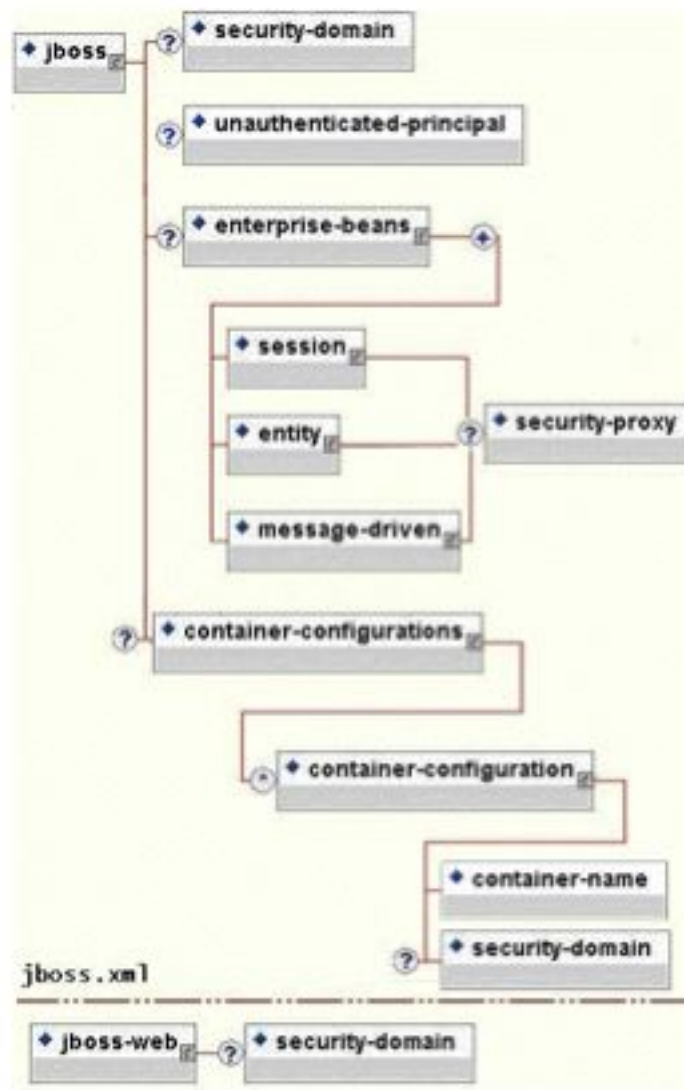 jboss
security-domain
unauthenticated-principal
enterprise-beans
session
entity
security-proxy
message-driven
container-configurations
container-configuration
container-name
security-domain
jboss.xml
jboss-web
security-domain